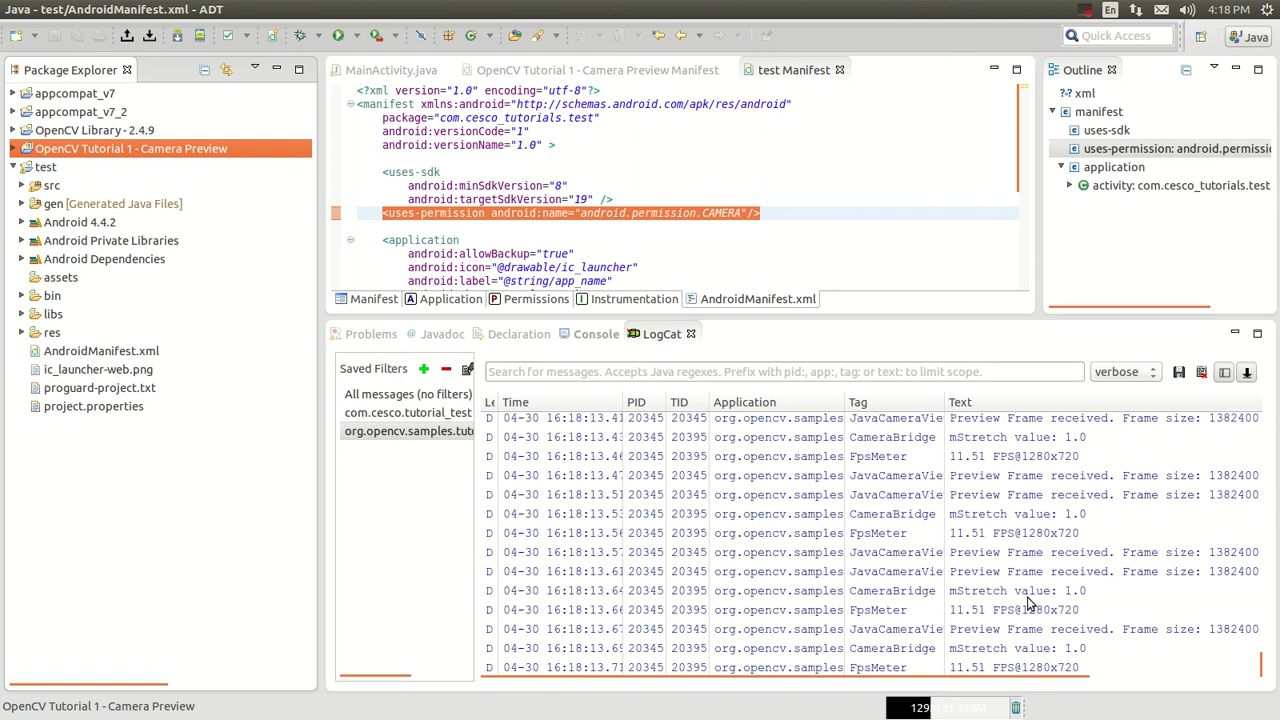 Java - test/AndroidManifest.xml - ADT
En
4:18 PM
Quick Access
Java
Package Explorer
appcompat_v7
appcompat_v7_2
OpenCV Library - 2.4.9
OpenCV Tutorial 1 - Camera Preview
test
src
gen [Generated Java Files]
Android 4.4.2
Android Private Libraries
Android Dependencies
assets
bin
libs
res
AndroidManifest.xml
ic_launcher-web.png
proguard-project.txt
project.properties
MainActivity.java
OpenCV Tutorial 1 - Camera Preview Manifest
test Manifest
<?xml version="1.0" encoding="utf-8"?>
<manifest xmlns:android="http://schemas.android.com/apk/res/android"
package="com.cesco_tutorials.test"
android:versionCode="1"
android:versionName="1.0" >
<uses-sdk
android:minSdkVersion="8"
android:targetSdkVersion="19" />
<uses-permission android:name="android.permission.CAMERA"/>
<application
android:allowBackup="true"
android:icon="@drawable/ic_launcher"
android:label="@string/app_name"
Manifest
Application
Permissions
Instrumentation
AndroidManifest.xml
Outline
xml
manifest
uses-sdk
uses-permission: android.permissic
application
activity: com.cesco_tutorials.test
Problems
@ Javadoc
Declaration
Console
LogCat
Saved Filters
All messages (no filters)
com.cesco.tutorial_test
org.opencv.samples.tuto
Search for messages. Accepts Java regexes. Prefix with pid:, app:, tag: or text: to limit scope.
verbose
Le Time PID TID Application Tag Text
D 04-30 16:18:13.41 20345 20395 org.opencv.samples JavaCameraVie Preview Frame received. Frame size: 1382400
D 04-30 16:18:13.43 20345 20395 org.opencv.samples CameraBridge mStretch value: 1.0
D 04-30 16:18:13.46 20345 20395 org.opencv.samples FpsMeter 11.51 FPS@1280x720
D 04-30 16:18:13.47 20345 20345 org.opencv.samples JavaCameraVie Preview Frame received. Frame size: 1382400
D 04-30 16:18:13.51 20345 20345 org.opencv.samples JavaCameraVie Preview Frame received. Frame size: 1382400
D 04-30 16:18:13.53 20345 20395 org.opencv.samples CameraBridge mStretch value: 1.0
D 04-30 16:18:13.56 20345 20395 org.opencv.samples FpsMeter 11.51 FPS@1280x720
D 04-30 16:18:13.57 20345 20345 org.opencv.samples JavaCameraVie Preview Frame received. Frame size: 1382400
D 04-30 16:18:13.61 20345 20345 org.opencv.samples JavaCameraVie Preview Frame received. Frame size: 1382400
D 04-30 16:18:13.64 20345 20395 org.opencv.samples CameraBridge mStretch value: 1.0
D 04-30 16:18:13.66 20345 20395 org.opencv.samples FpsMeter 11.51 FPS@1280x720
D 04-30 16:18:13.67 20345 20345 org.opencv.samples JavaCameraVie Preview Frame received. Frame size: 1382400
D 04-30 16:18:13.69 20345 20395 org.opencv.samples CameraBridge mStretch value: 1.0
D 04-30 16:18:13.71 20345 20395 org.opencv.samples FpsMeter 11.51 FPS@1280x720
OpenCV Tutorial 1 - Camera Preview
129M of 358M